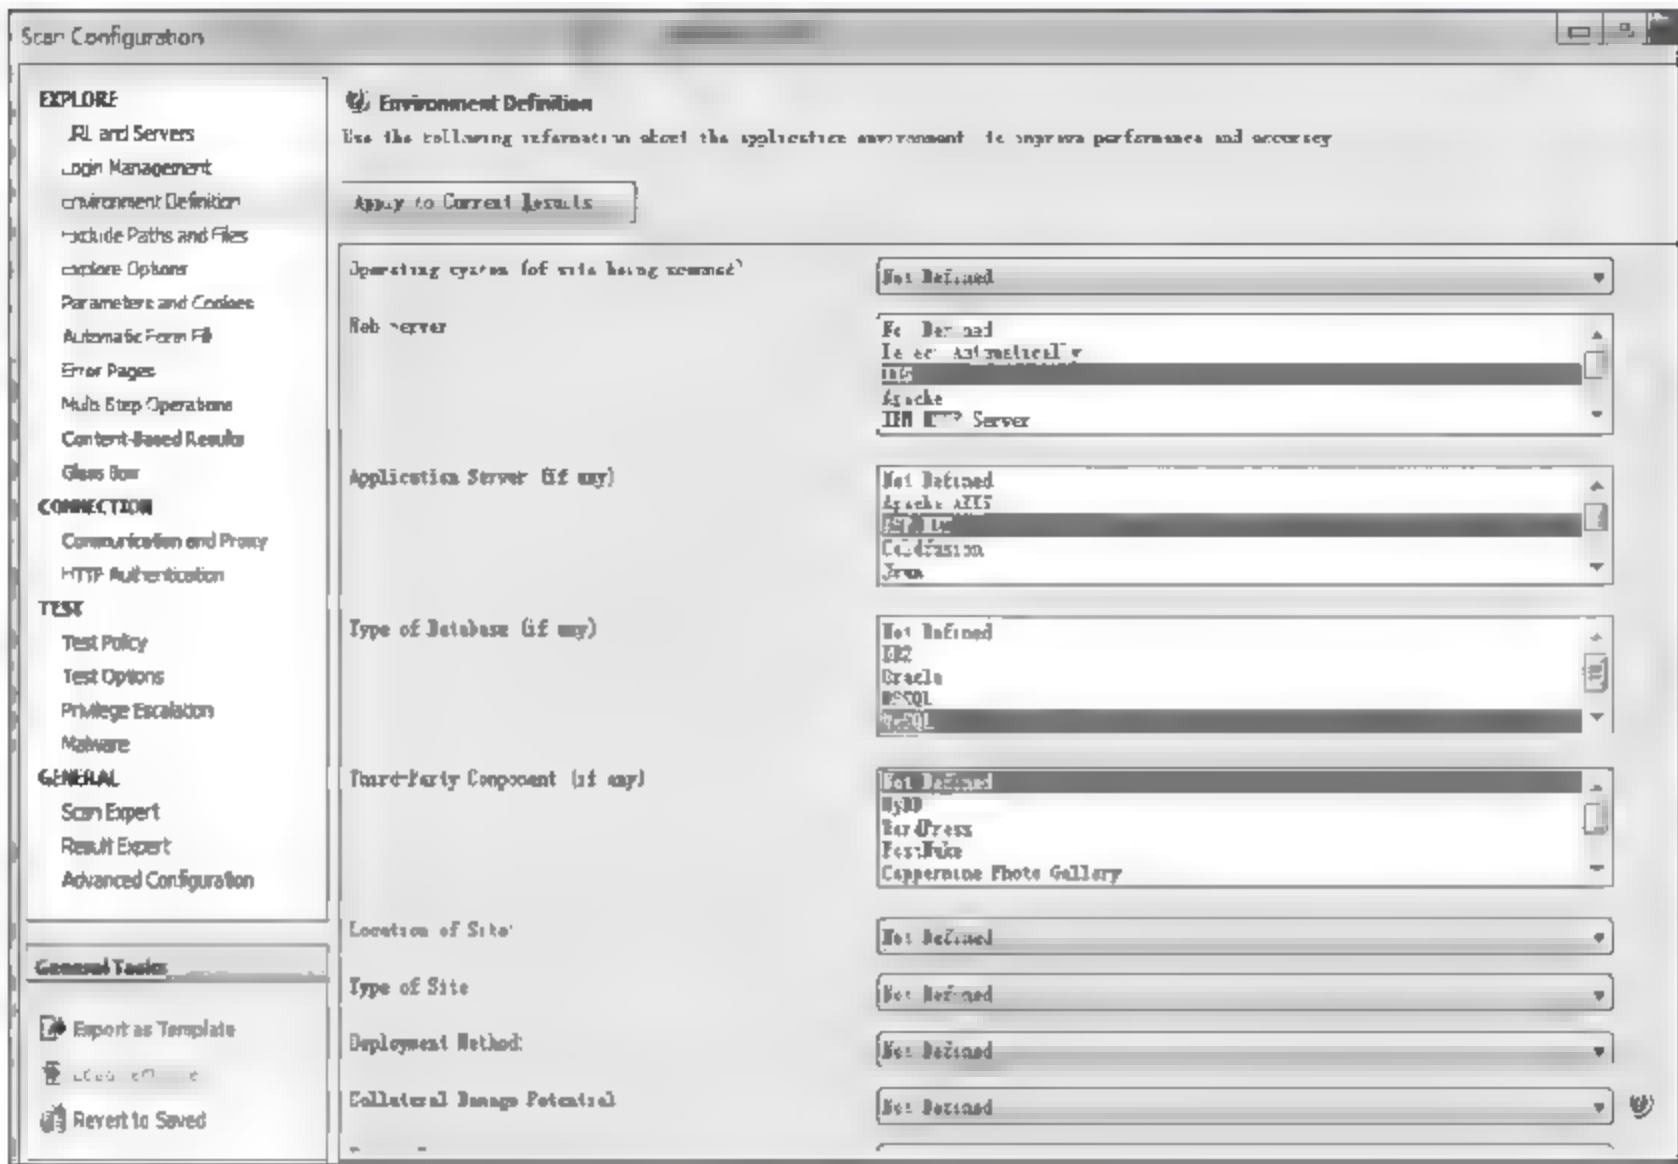 Scan Configuration
EXPLORE
URL and Servers
Login Management
Environment Definition
Exclude Paths and Files
Explore Options
Parameters and Cookies
Automatic Form Fill
Error Pages
Multi-Step Operations
Content-Based Results
Glass Box
CONNECTION
Communication and Proxy
HTTP Authentication
TEST
Test Policy
Test Options
Privilege Escalation
Malware
GENERAL
Scan Expert
Result Expert
Advanced Configuration
General Tasks
Export as Template
Revert to Saved
Environment Definition
Use the following information about the application environment to improve performance and accuracy
Apply to Current Results
Operating system (of site being scanned)
Not Defined
Web server
Not Defined
Detect Automatically
IIS
Apache
IBM HTTP Server
Application Server (if any)
Not Defined
Apache AXIS
ASP.NET
Coldfusion
Jrun
Type of Database (if any)
Not Defined
DB2
Oracle
MSSQL
MySQL
Third-Party Component (if any)
Not Defined
MyBB
WordPress
PostNuke
Coppermine Photo Gallery
Location of Site:
Not Defined
Type of Site
Not Defined
Deployment Method:
Not Defined
Collateral Damage Potential
Not Defined